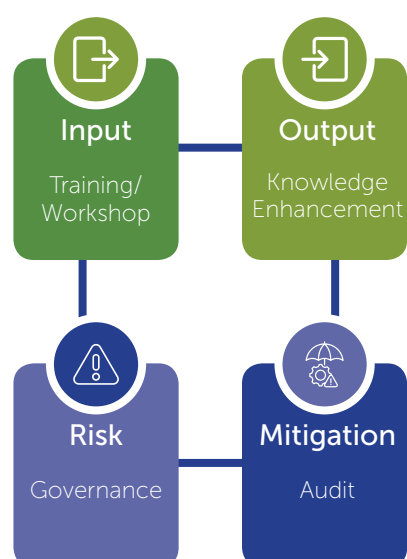 Input
Training/
Workshop
Output
Knowledge
Enhancement
Risk
Governance
Mitigation
Audit